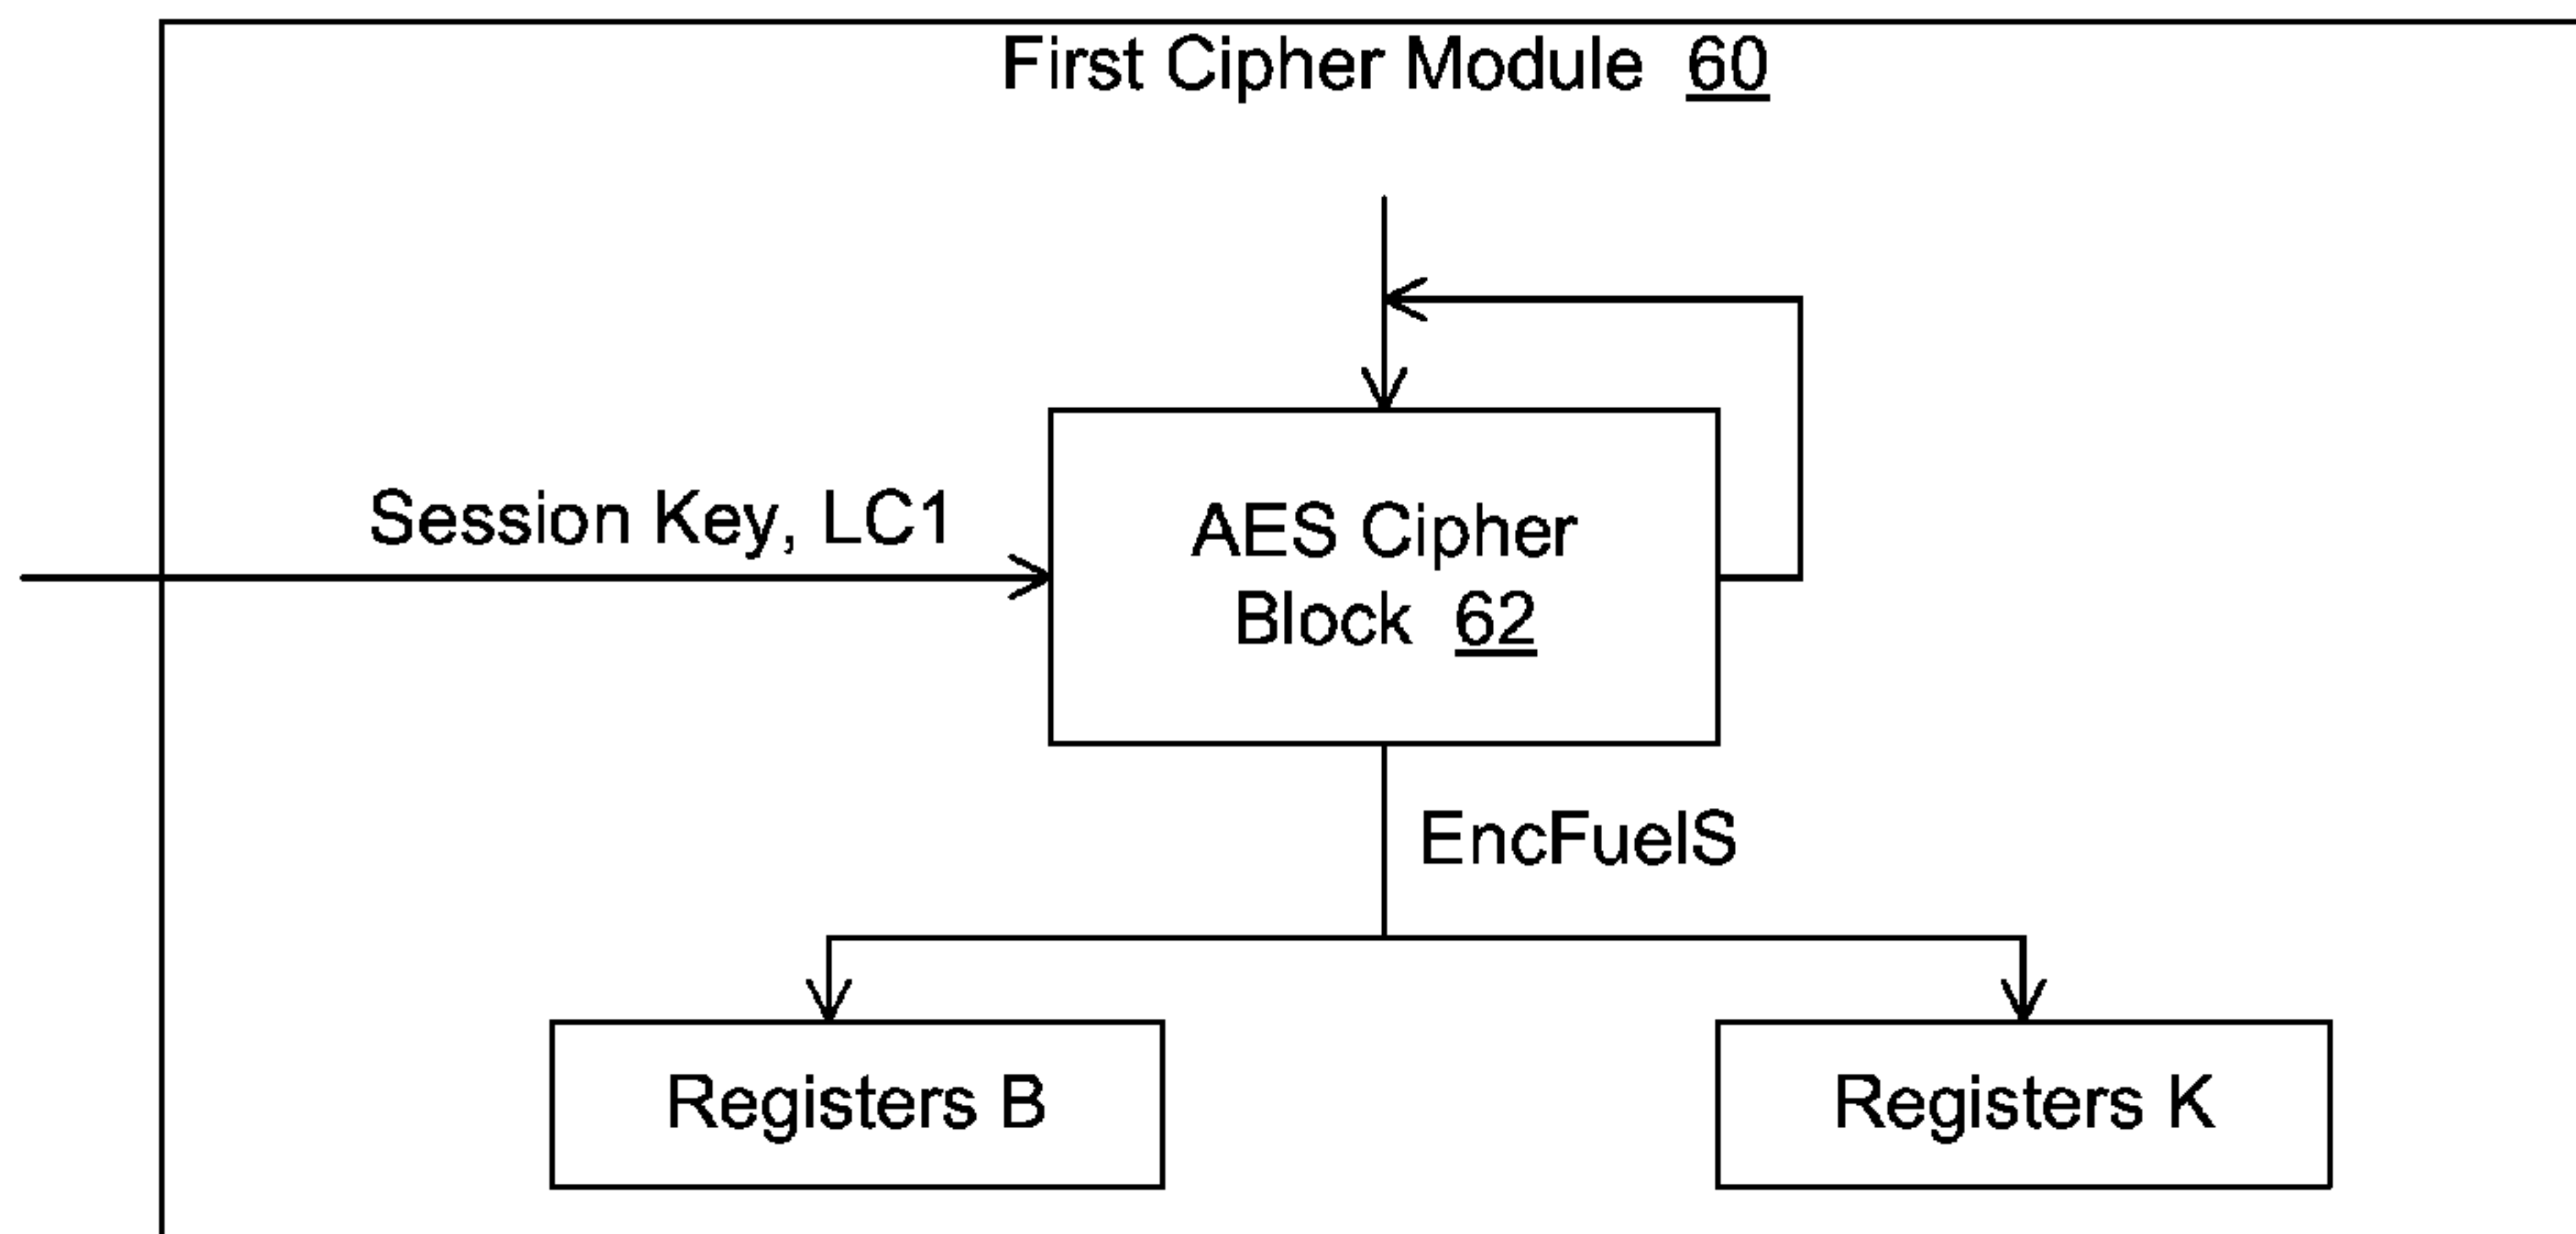 First Cipher Module 60
Session Key, LC1
AES Cipher
Block 62
EncFuelS
Registers B
Registers K